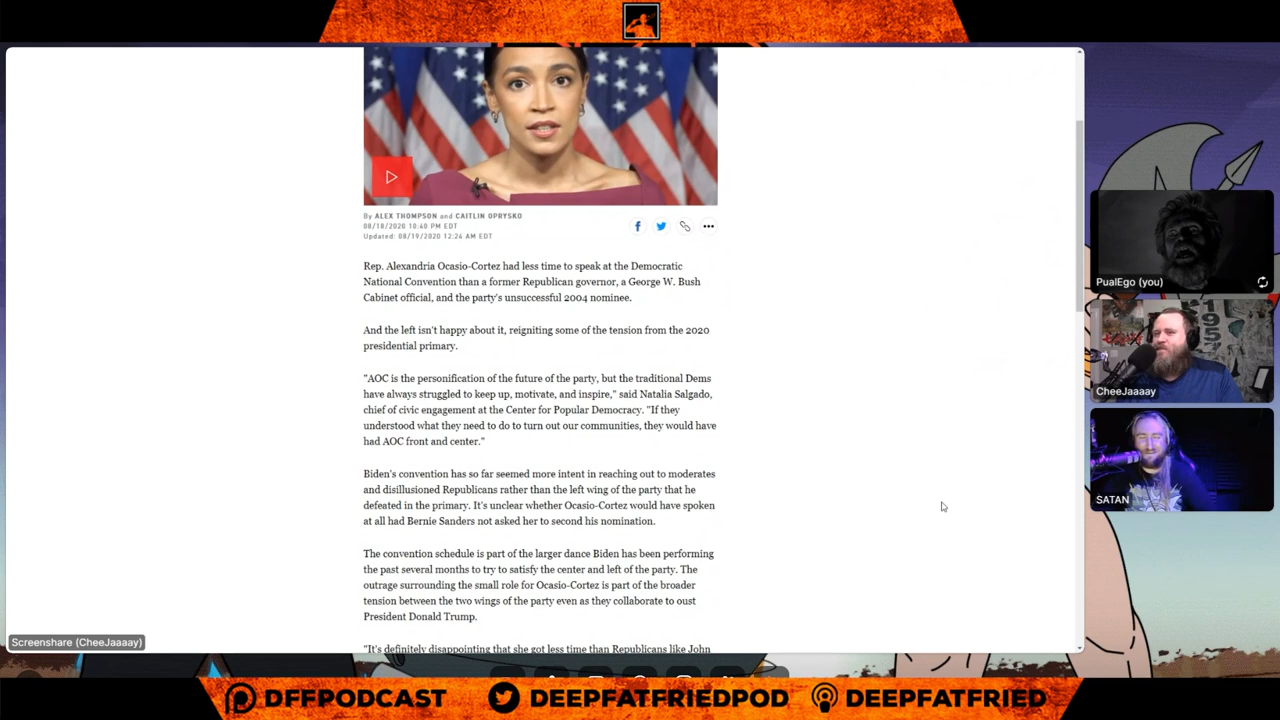 By ALEX THOMPSON and CAITLIN OPRYSKO
08/18/2020 10:40 PM EDT
Updated: 08/19/2020 12:24 AM EDT
Rep. Alexandria Ocasio-Cortez had less time to speak at the Democratic
National Convention than a former Republican governor, a George W. Bush
Cabinet official, and the party's unsuccessful 2004 nominee.
And the left isn't happy about it, reigniting some of the tension from the 2020
presidential primary.
"AOC is the personification of the future of the party, but the traditional Dems
have always struggled to keep up, motivate, and inspire," said Natalia Salgado,
chief of civic engagement at the Center for Popular Democracy. "If they
understood what they need to do to turn out our communities, they would have
had AOC front and center."
Biden's convention has so far seemed more intent in reaching out to moderates
and disillusioned Republicans rather than the left wing of the party that he
defeated in the primary. It's unclear whether Ocasio-Cortez would have spoken
at all had Bernie Sanders not asked her to second his nomination.
The convention schedule is part of the larger dance Biden has been performing
the past several months to try to satisfy the center and left of the party. The
outrage surrounding the small role for Ocasio-Cortez is part of the broader
tension between the two wings of the party even as they collaborate to oust
President Donald Trump.
"It's definitely disappointing that she got less time than Republicans like John
Screenshare (CheeJaaaay)
PualEgo (you)
CheeJaaaay
SATAN
DFFPODCAST
DEEPFATFRIEDPOD
DEEPFATFRIED